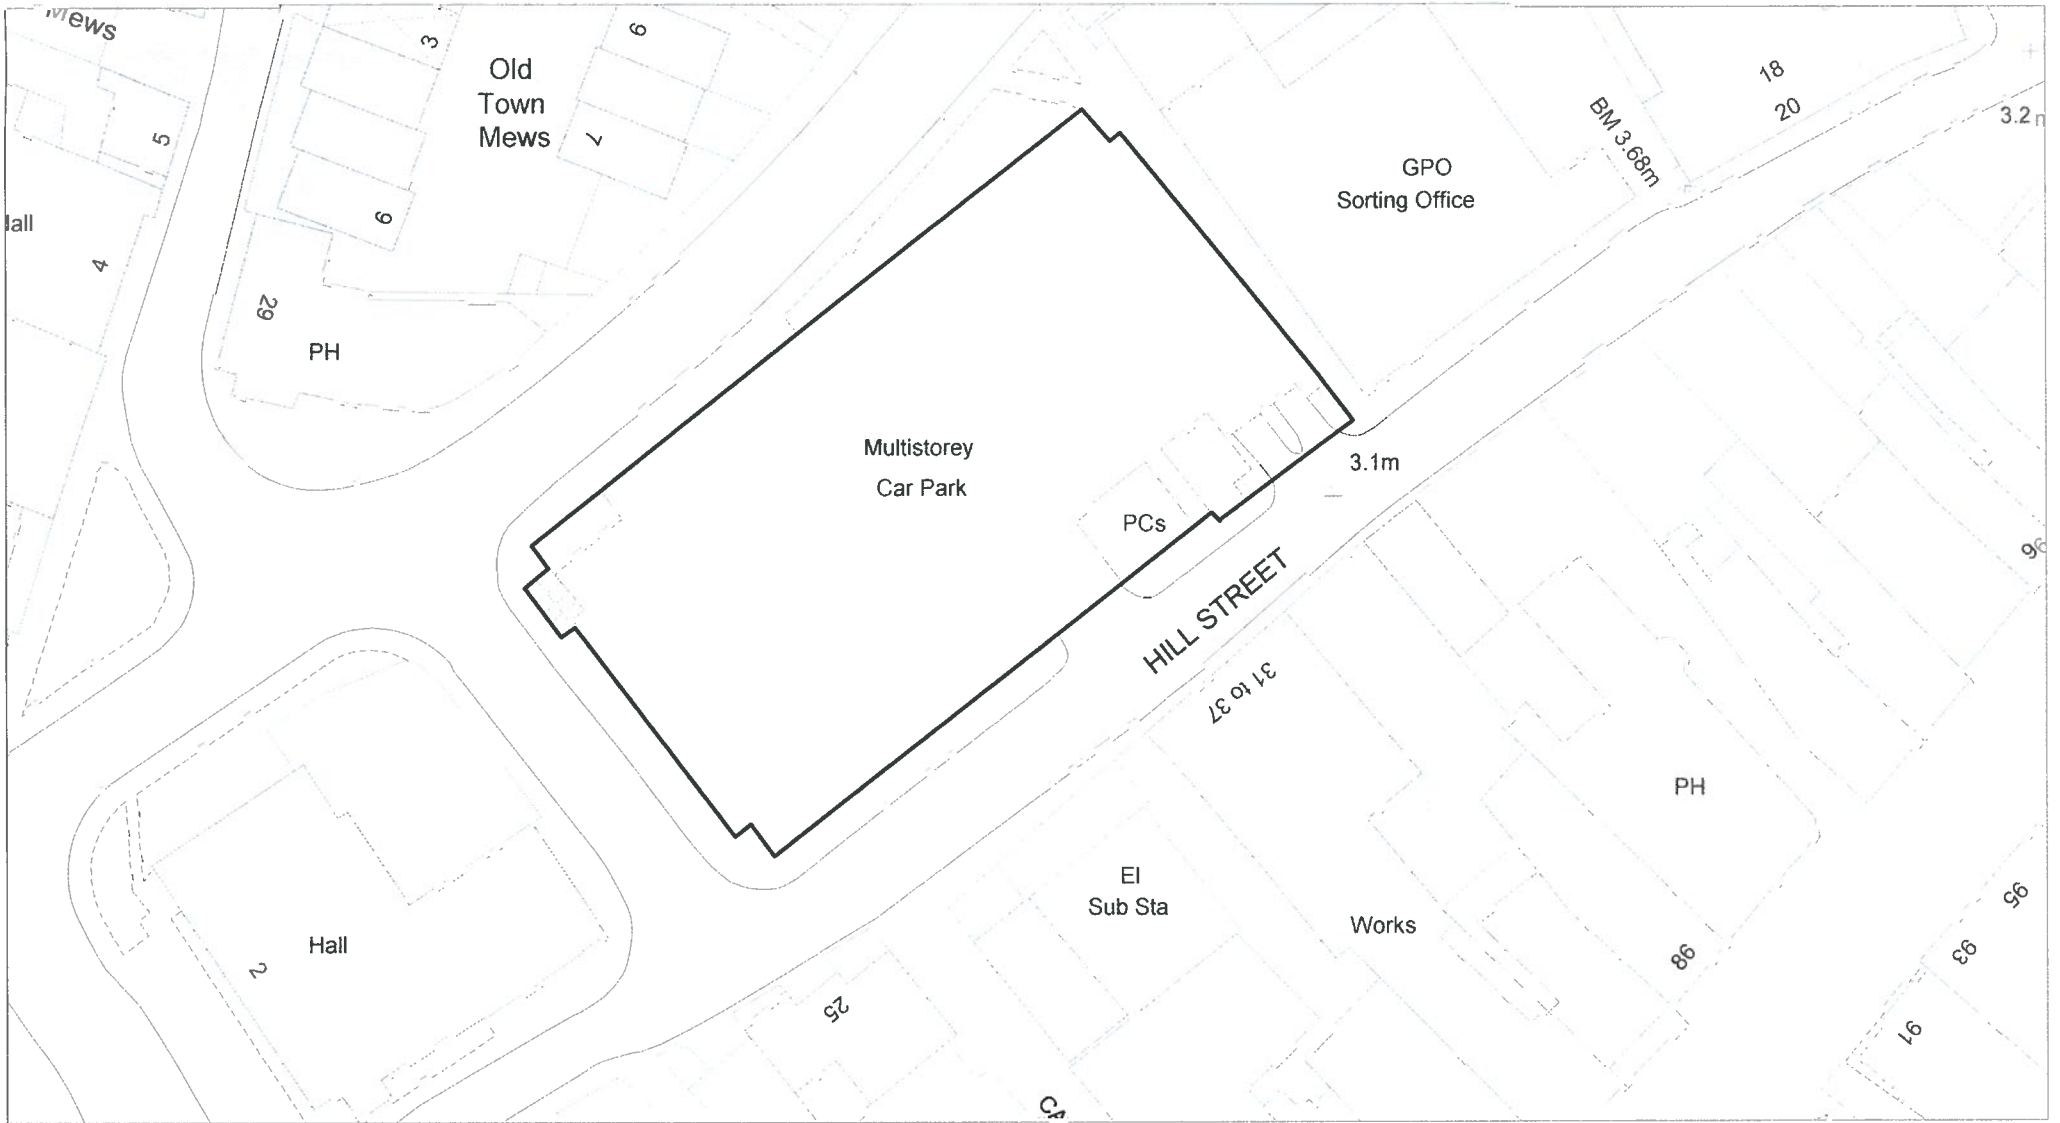 Mews
3
Old
Town
Mews
6
7
5
9
4
29
PH
18
20
3.2
BM 3.68m
GPO
Sorting Office
Multistorey
Car Park
3.1m
PCs
HILL STREET
31 to 37
96
PH
El
Sub Sta
Works
98
95
93
91
Hall
2
25